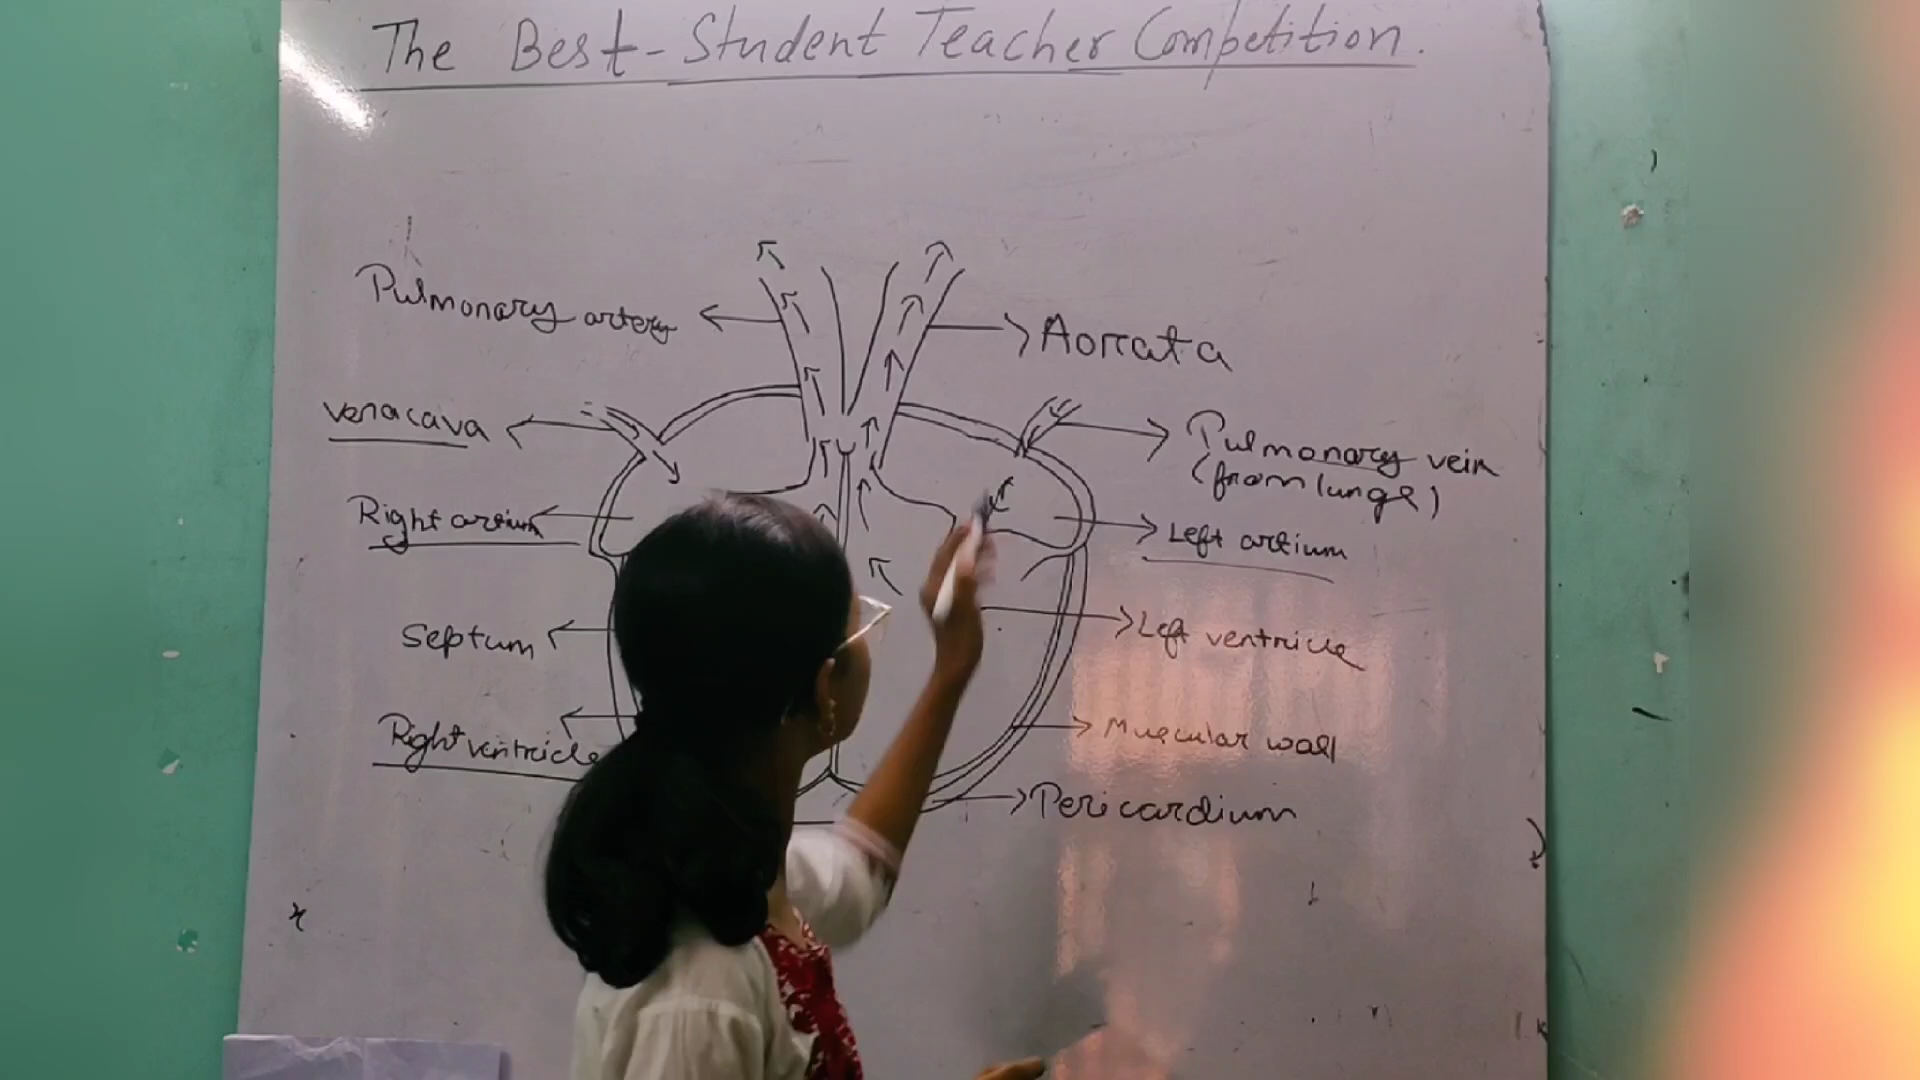 The Best-Student Teacher Competition.
Pulmonary artery
Aorrata
venacava
Pulmonary vein
(from lungs)
Right artium
Left artium
Septum
Left ventricle
Right ventricle
Muscular wall
Pericardium